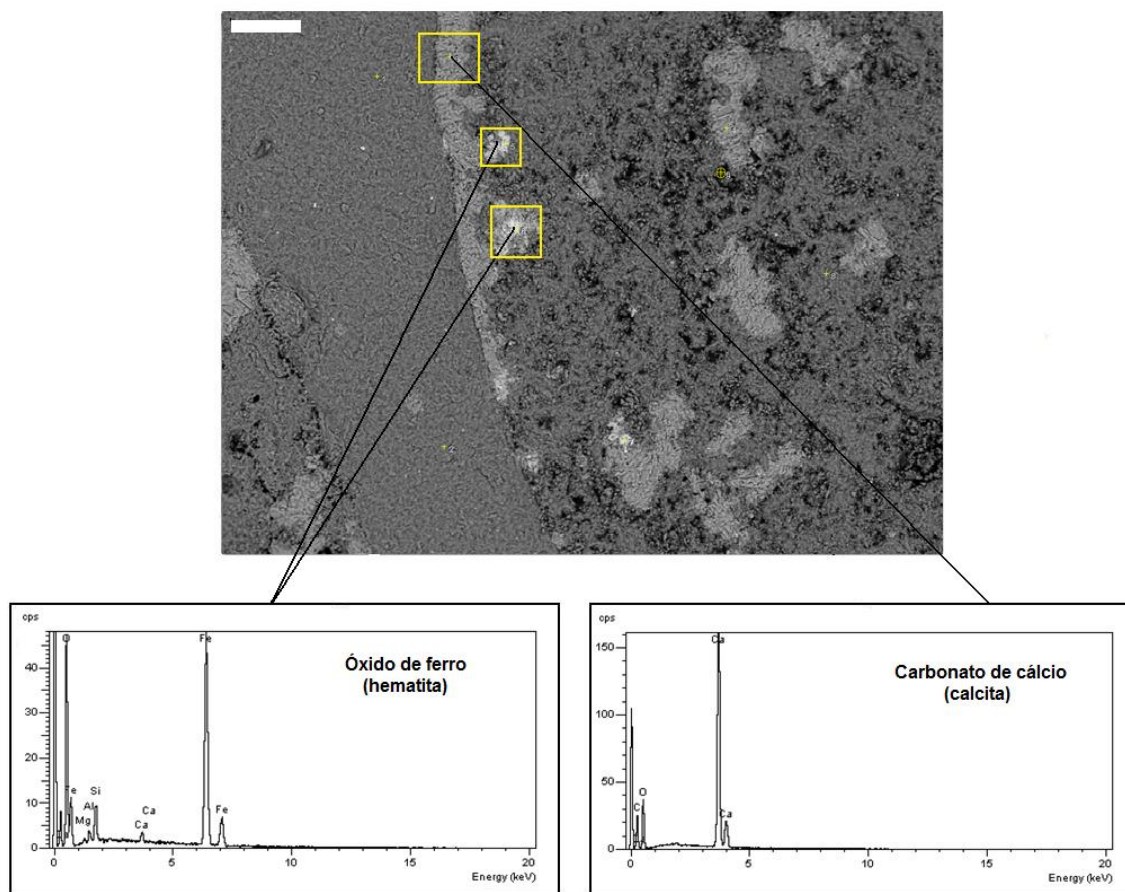 cps
Óxido de ferro
(hematita)
O
Fe
Fe
Si
Al
Mg
Ca
Ca
Fe
40
30
20
10
0
0
5
10
15
20
Energy (keV)
cps
Carbonato de cálcio
(calcita)
Ca
C
O
Ca
150
100
50
0
0
5
10
15
20
Energy (keV)